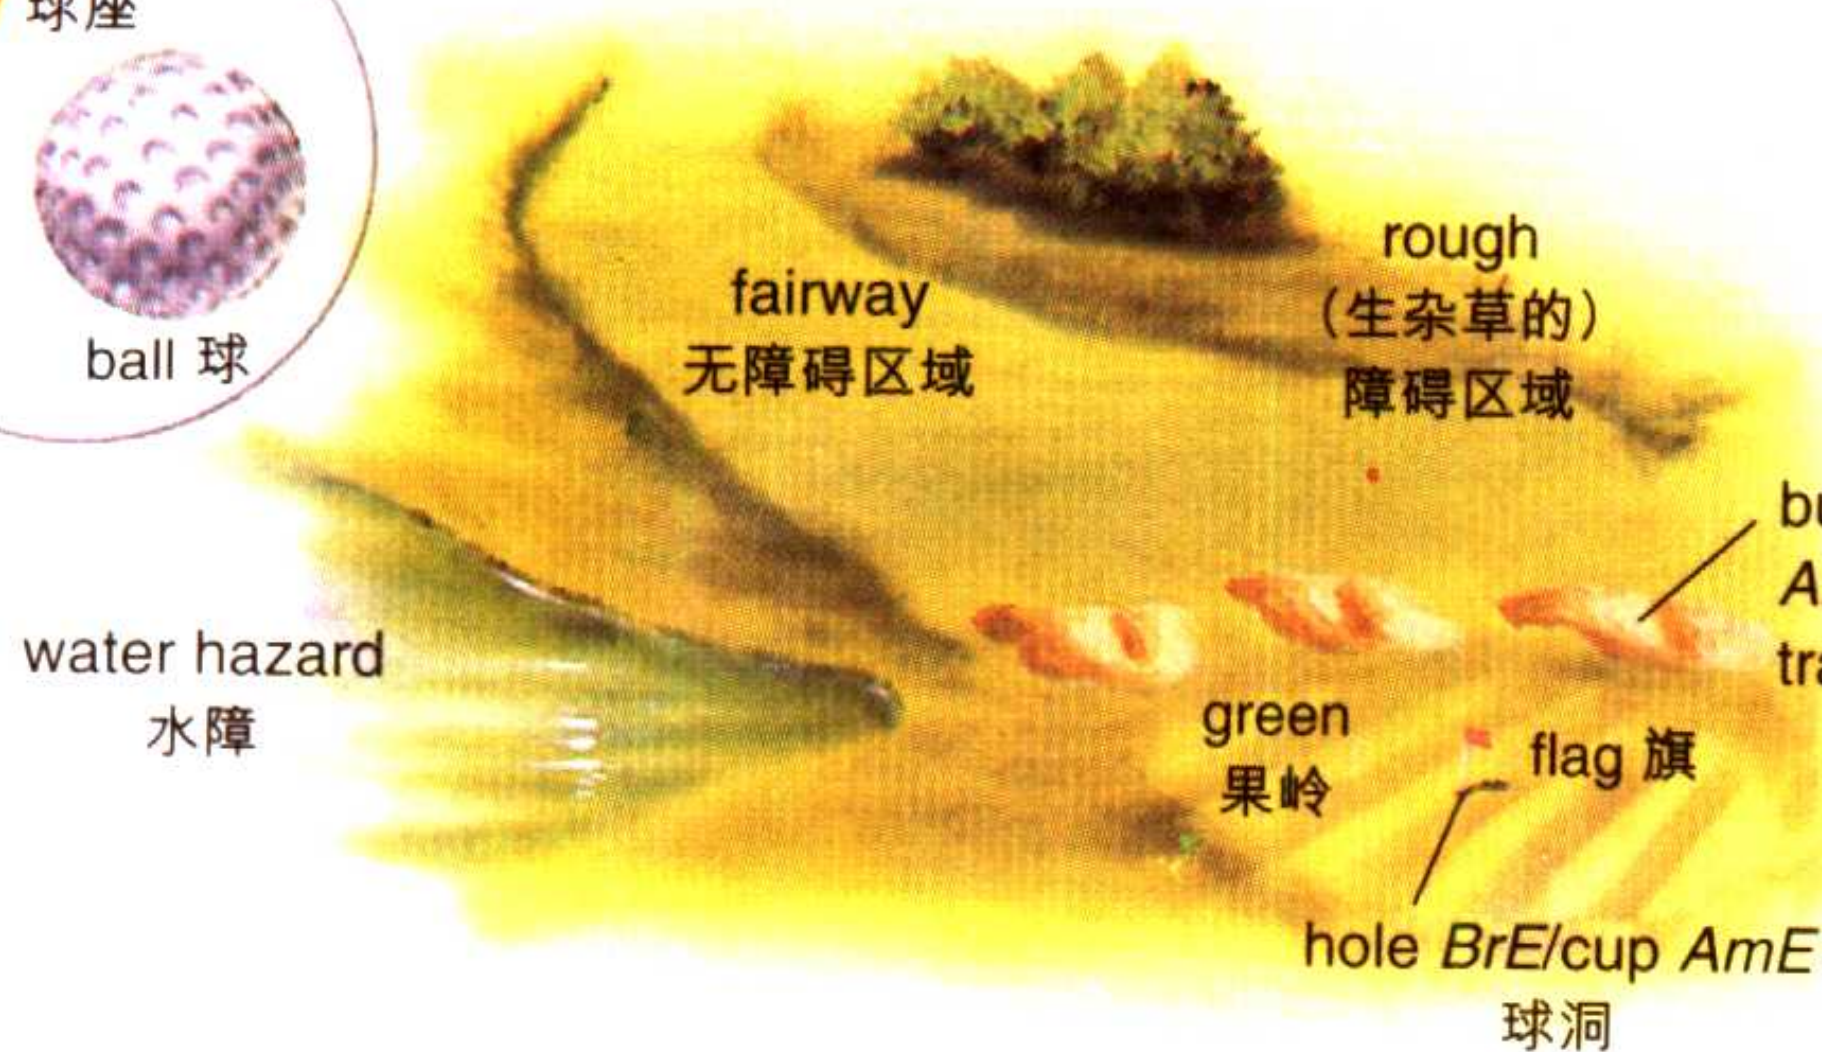 球座
ball 球
fairway
无障碍区域
rough
（生杂草的）
障碍区域
water hazard
水障
green
果岭
flag 旗
hole BrE/cup AmE
球洞